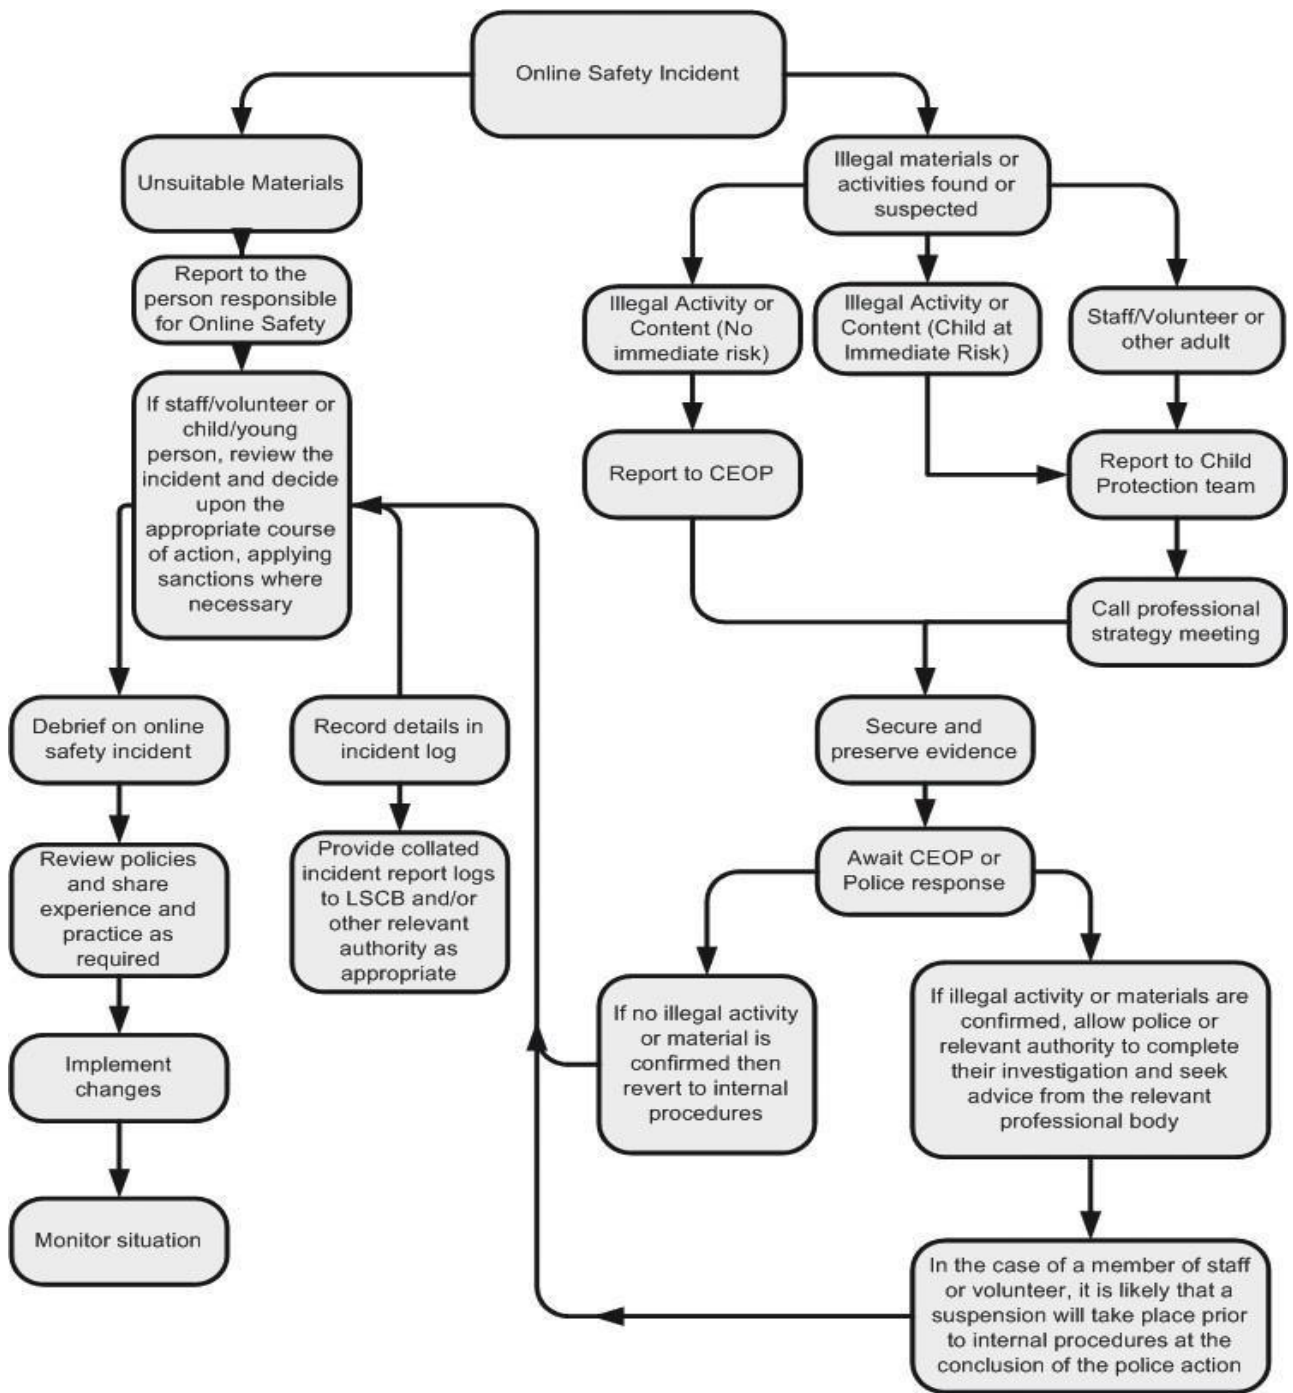 Online Safety Incident
Unsuitable Materials
Report to the
person responsible
for Online Safety
If staff/volunteer or
child/young
person, review the
incident and decide
upon the
appropriate course
of action, applying
sanctions where
necessary
Debrief on online
safety incident
Review policies
and share
experience and
practice as
required
Implement
changes
Monitor situation
Record details in
incident log
Provide collated
incident report logs
to LSCB and/or
other relevant
authority as
appropriate
Illegal materials or
activities found or
suspected
Illegal Activity or
Content (No
immediate risk)
Illegal Activity or
Content (Child at
Immediate Risk)
Staff/Volunteer or
other adult
Report to CEOP
Report to Child
Protection team
Call professional
strategy meeting
Secure and
preserve evidence
Await CEOP or
Police response
If no illegal activity
or material is
confirmed then
revert to internal
procedures
If illegal activity or materials are
confirmed, allow police or
relevant authority to complete
their investigation and seek
advice from the relevant
professional body
In the case of a member of staff
or volunteer, it is likely that a
suspension will take place prior
to internal procedures at the
conclusion of the police action